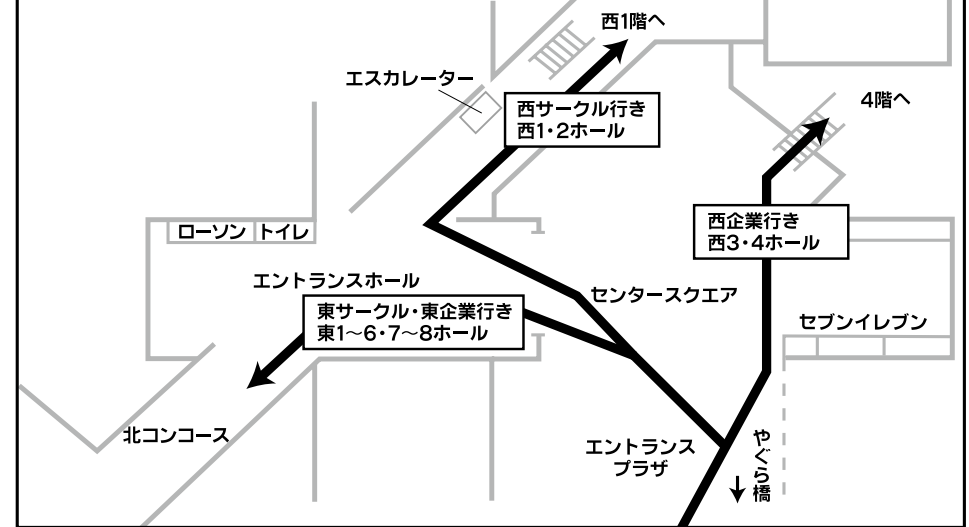 西1階へ
エスカレーター
4階へ
西サークル行き
西1・2ホール
西企業行き
西3・4ホール
ローソン
トイレ
エントランスホール
センタースクエア
東サークル・東企業行き
東1～6・7～8ホール
セブンイレブン
北コンコース
エントランス
プラザ
やぐら橋